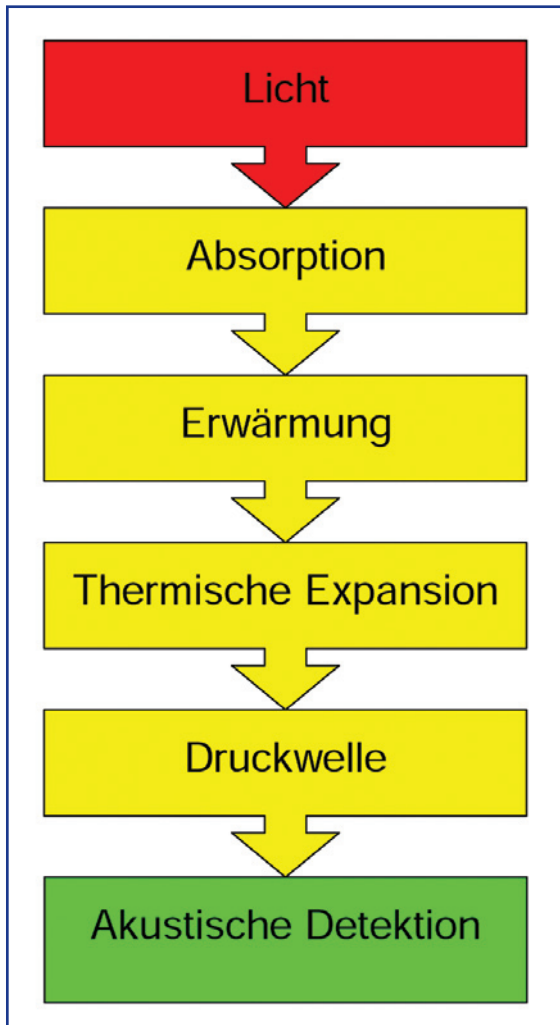 Licht
Absorption
Erwärmung
Thermische Expansion
Druckwelle
Akustische Detektion